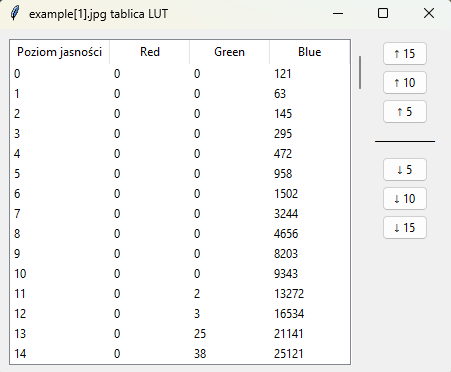 example[1].jpg tablica LUT
Poziom jasności Red Green Blue
0 0 0 121
1 0 0 63
2 0 0 145
3 0 0 295
4 0 0 472
5 0 0 958
6 0 0 1502
7 0 0 3244
8 0 0 4656
9 0 0 8203
10 0 0 9343
11 0 2 13272
12 0 3 16534
13 0 25 21141
14 0 38 25121
↑ 15
↑ 10
↑ 5
↓ 5
↓ 10
↓ 15